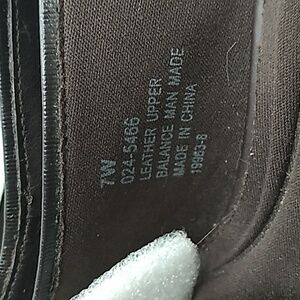 7W
024-5466
LEATHER UPPER
BALANCE MAN MADE
MADE IN CHINA
19963-8